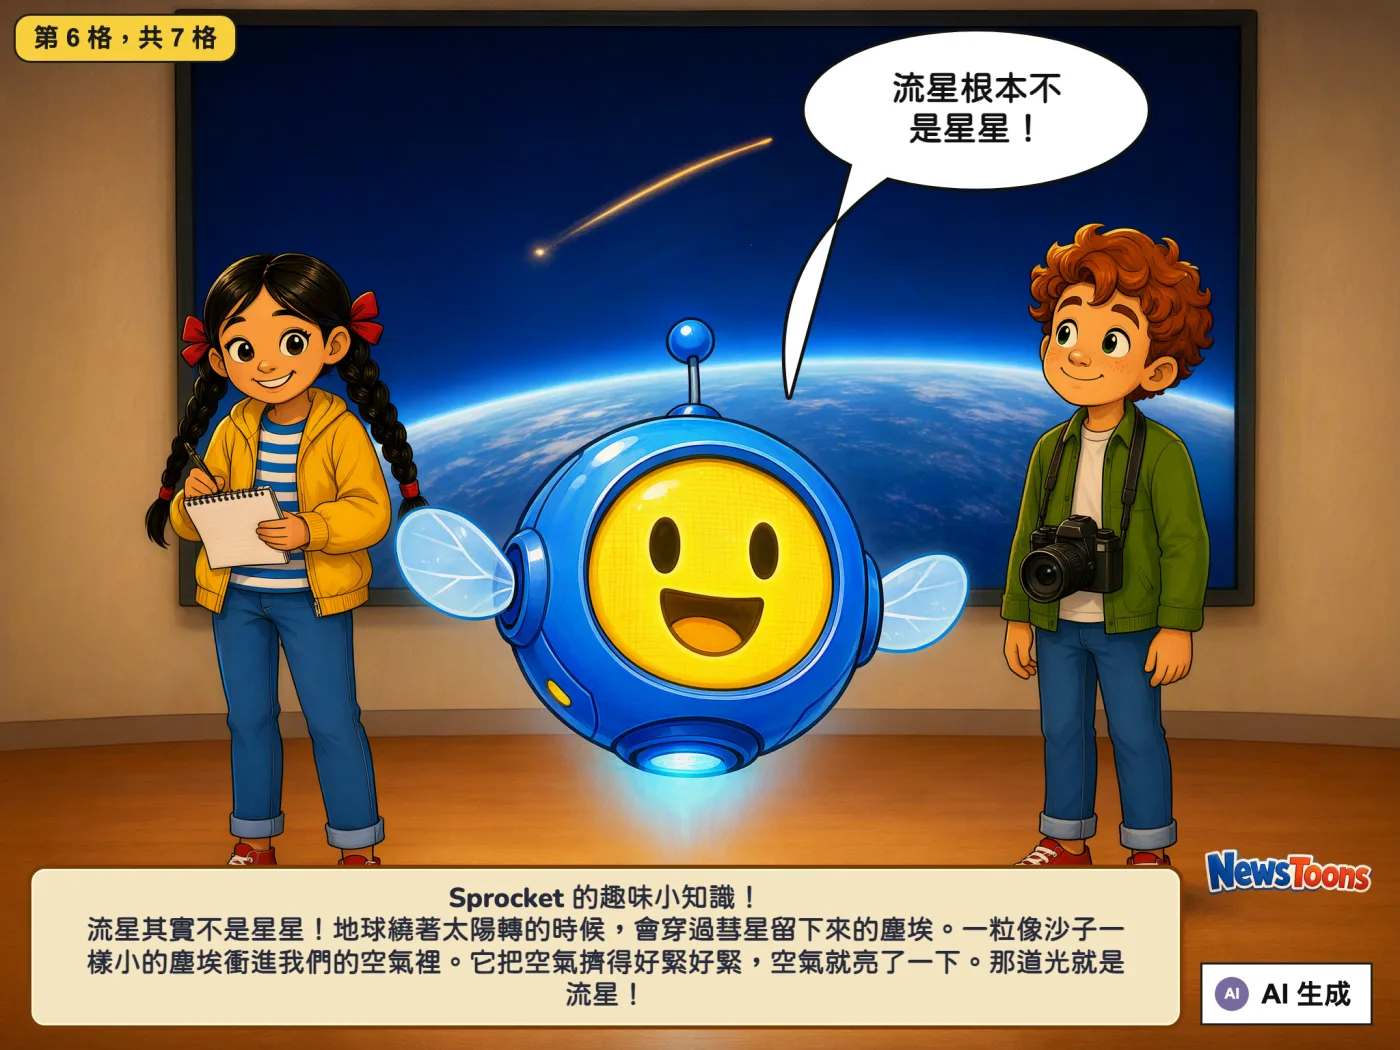 第 6 格，共 7 格
流星根本不
是星星！
Sprocket 的趣味小知識！
流星其實不是星星！地球繞著太陽轉的時候，會穿過彗星留下來的塵埃。一粒像沙子一
樣小的塵埃衝進我們的空氣裡。它把空氣擠得好緊好緊，空氣就亮了一下。那道光就是
流星！
NewsToons
AI AI 生成